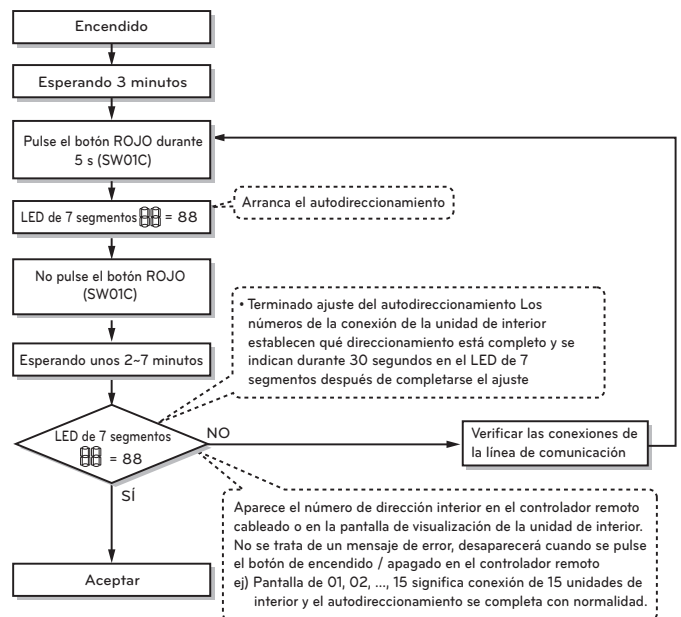 Encendido
Esperando 3 minutos
Pulse el botón ROJO durante
5 s (SW01C)
LED de 7 segmentos 88 = 88
Arranca el autodireccionamiento
No pulse el botón ROJO
(SW01C)
• Terminado ajuste del autodireccionamiento Los
números de la conexión de la unidad de interior
establecen qué direccionamiento está completo y se
indican durante 30 segundos en el LED de 7
segmentos después de completarse el ajuste
Esperando unos 2~7 minutos
LED de 7 segmentos
88 = 88
NO
SÍ
Verificar las conexiones de
la línea de comunicación
Aparece el número de dirección interior en el controlador remoto
cableado o en la pantalla de visualización de la unidad de interior.
No se trata de un mensaje de error, desaparecerá cuando se pulse
el botón de encendido / apagado en el controlador remoto
ej) Pantalla de 01, 02, ..., 15 significa conexión de 15 unidades de
interior y el autodireccionamiento se completa con normalidad.
Aceptar